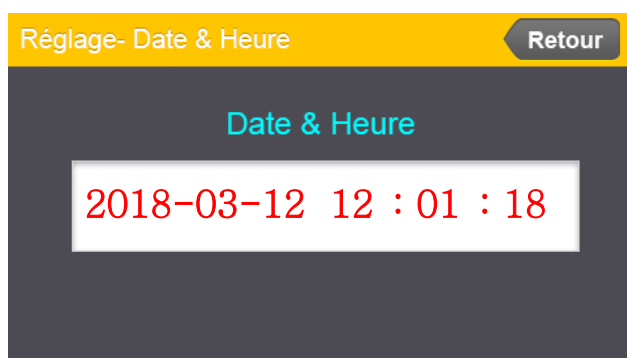 Réglage- Date & Heure Retour
Date & Heure
2018-03-12 12 : 01 : 18